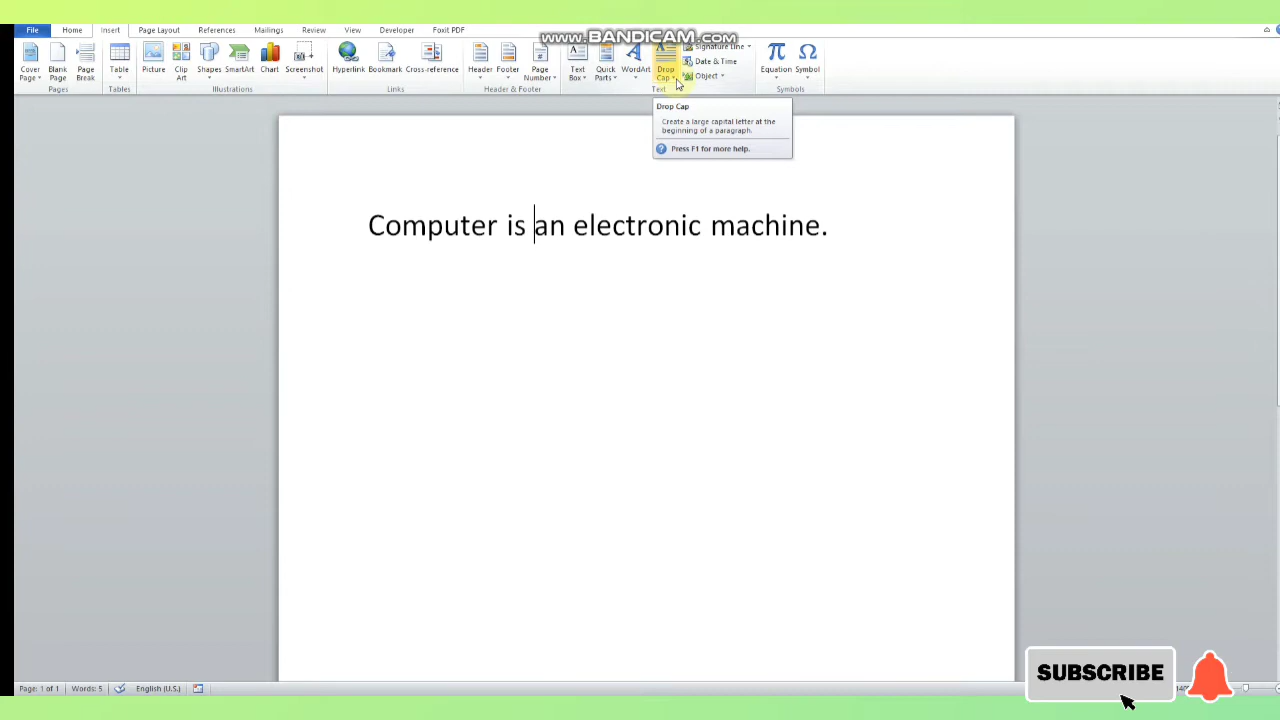 File Home Insert Page Layout References Mailings Review View Developer Foxit PDF
www.BANDICAM.com
Cover Page Blank Page Page Break Table Picture Clip Art Shapes SmartArt Chart Screenshot Hyperlink Bookmark Cross-reference Header Footer Page Number Text Box Quick Parts WordArt Drop Cap Signature Line Date & Time Object Equation Symbol
Pages Tables Illustrations Links Header & Footer Text Symbols
Drop Cap
Create a large capital letter at the
beginning of a paragraph.
Press F1 for more help.
Computer is an electronic machine.
SUBSCRIBE
Page: 1 of 1 Words: 5 English (U.S.)